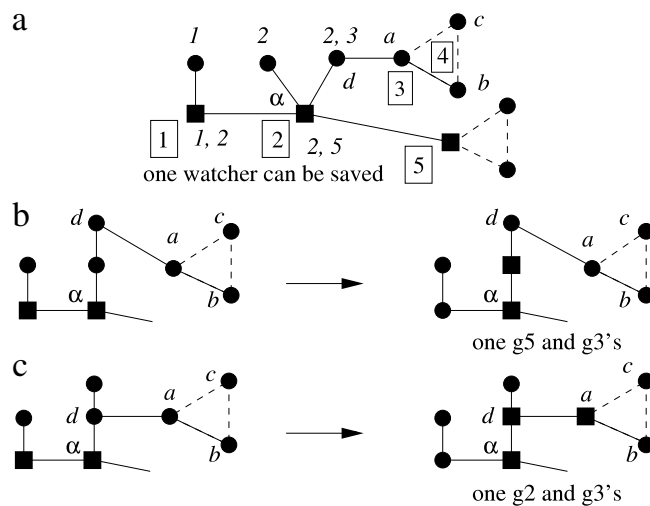 a
1 2 2, 3 a c
4
α d 3 b
1 1, 2 2 2, 5 5
one watcher can be saved
b
d c d c
a a
α b α b
one g5 and g3's
c
a c a c
d d
α b α b
one g2 and g3's